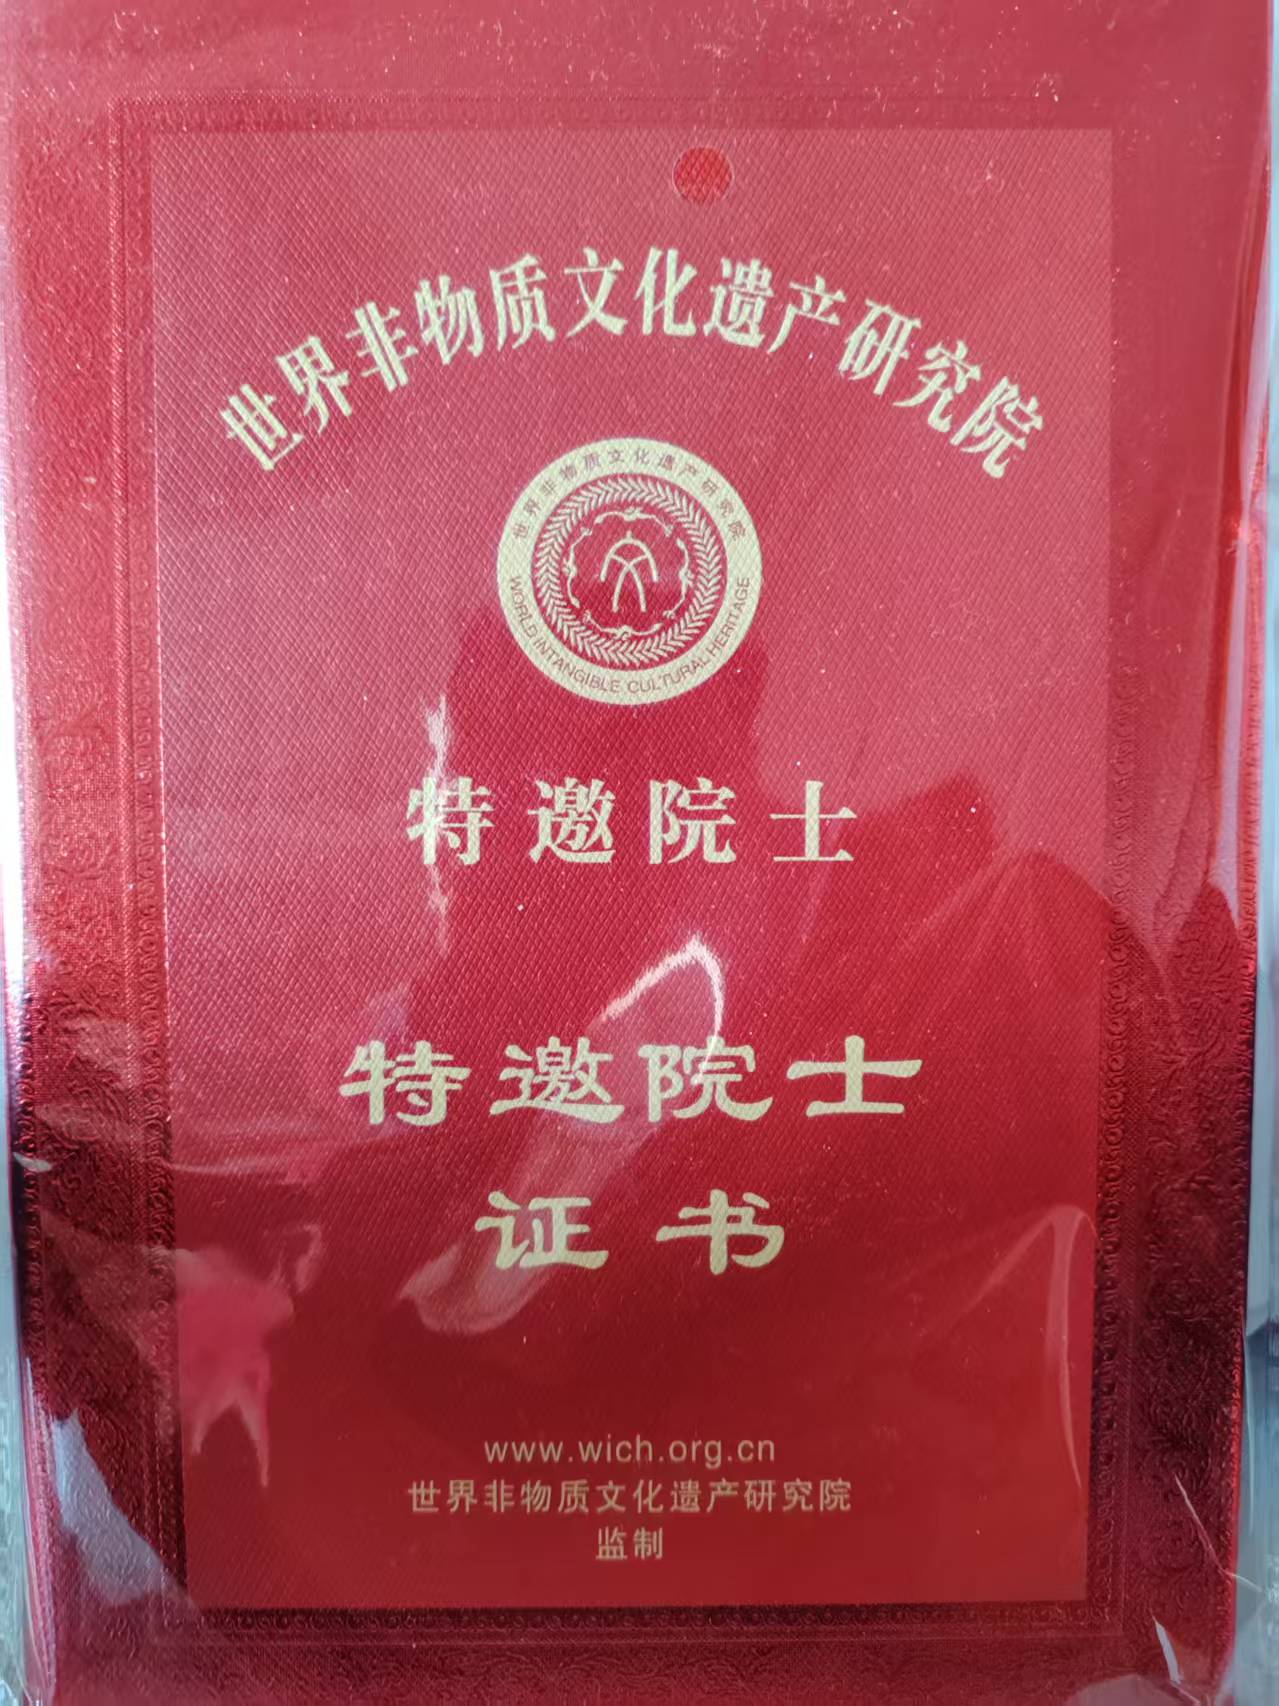 世界非物质文化遗产研究院
世界非物质文化遗产研究院
WORLD INTANGIBLE CULTURAL HERITAGE
特邀院士
特邀院士
证书
www.wich.org.cn
世界非物质文化遗产研究院
监制